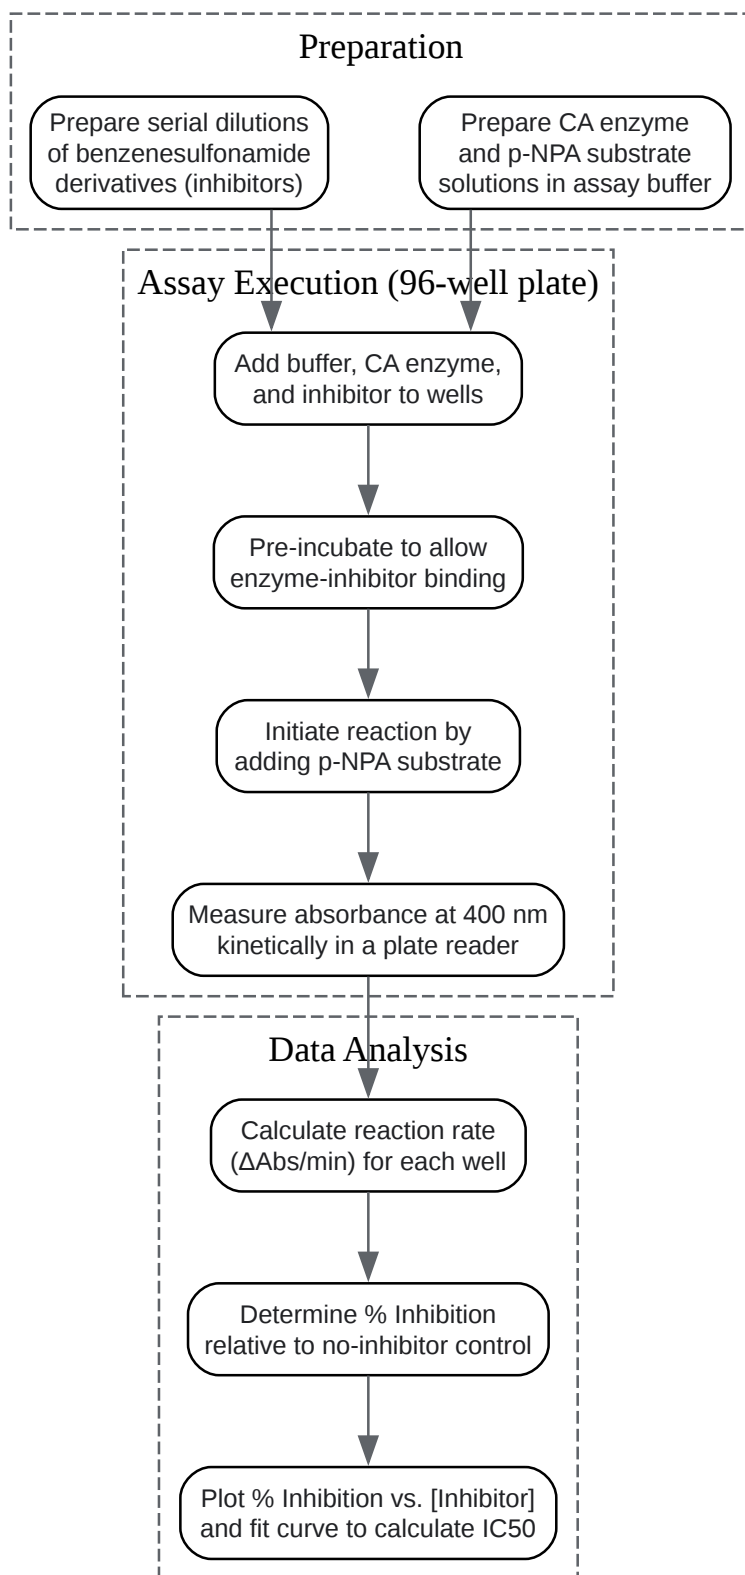 Preparation
Prepare serial dilutions
of benzenesulfonamide
derivatives (inhibitors)
Prepare CA enzyme
and p-NPA substrate
solutions in assay buffer
Assay Execution (96-well plate)
Add buffer, CA enzyme,
and inhibitor to wells
Pre-incubate to allow
enzyme-inhibitor binding
Initiate reaction by
adding p-NPA substrate
Measure absorbance at 400 nm
kinetically in a plate reader
Data Analysis
Calculate reaction rate
(ΔAbs/min) for each well
Determine % Inhibition
relative to no-inhibitor control
Plot % Inhibition vs. [Inhibitor]
and fit curve to calculate IC50